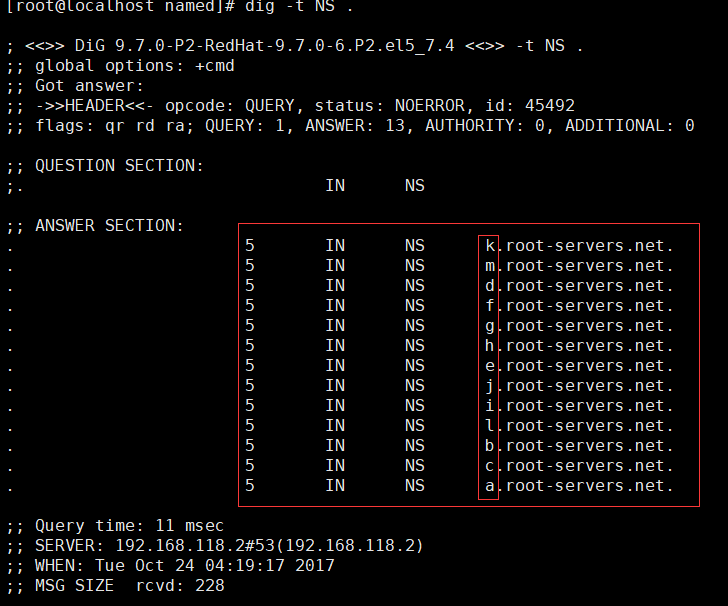 [root@localhost named]# dig -t NS .
; <<>> DiG 9.7.0-P2-RedHat-9.7.0-6.P2.el5_7.4 <<>> -t NS .
;; global options: +cmd
;; Got answer:
;; ->>HEADER<<- opcode: QUERY, status: NOERROR, id: 45492
;; flags: qr rd ra; QUERY: 1, ANSWER: 13, AUTHORITY: 0, ADDITIONAL: 0
;; QUESTION SECTION:
;. IN NS
;; ANSWER SECTION:
. 5 IN NS k.root-servers.net.
. 5 IN NS m.root-servers.net.
. 5 IN NS d.root-servers.net.
. 5 IN NS f.root-servers.net.
. 5 IN NS g.root-servers.net.
. 5 IN NS h.root-servers.net.
. 5 IN NS e.root-servers.net.
. 5 IN NS j.root-servers.net.
. 5 IN NS i.root-servers.net.
. 5 IN NS l.root-servers.net.
. 5 IN NS b.root-servers.net.
. 5 IN NS c.root-servers.net.
. 5 IN NS a.root-servers.net.
;; Query time: 11 msec
;; SERVER: 192.168.118.2#53(192.168.118.2)
;; WHEN: Tue Oct 24 04:19:17 2017
;; MSG SIZE  rcvd: 228